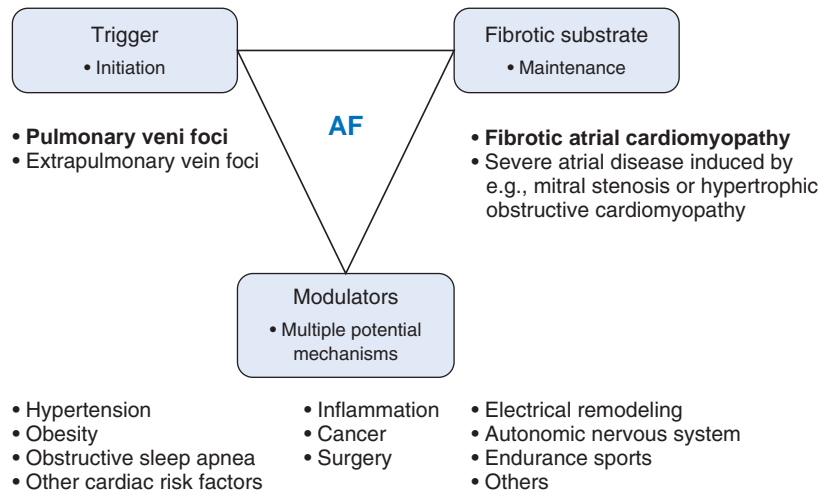 Trigger
• Initiation
Fibrotic substrate
• Maintenance
AF
• Pulmonary veni foci
• Extrapulmonary vein foci
• Fibrotic atrial cardiomyopathy
• Severe atrial disease induced by
e.g., mitral stenosis or hypertrophic
obstructive cardiomyopathy
Modulators
• Multiple potential
mechanisms
• Hypertension
• Obesity
• Obstructive sleep apnea
• Other cardiac risk factors
• Inflammation
• Cancer
• Surgery
• Electrical remodeling
• Autonomic nervous system
• Endurance sports
• Others